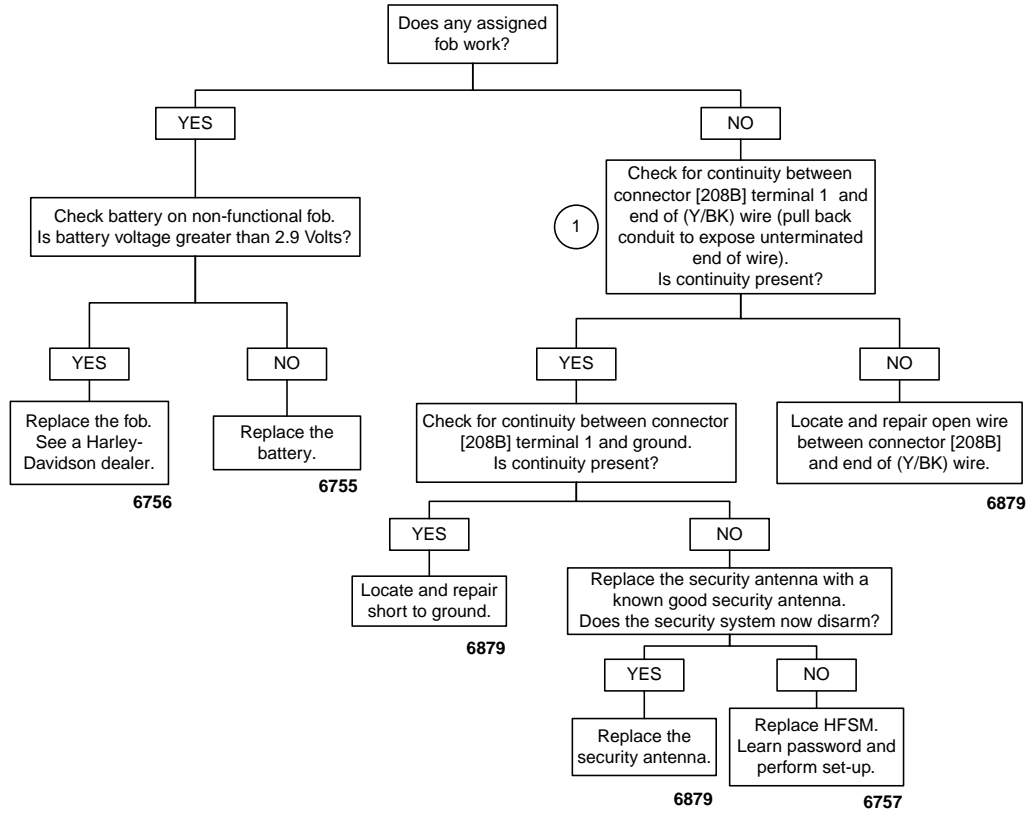 Does any assigned
fob work?
YES
NO
Check battery on non-functional fob.
Is battery voltage greater than 2.9 Volts?
1
Check for continuity between
connector [208B] terminal 1 and
end of (Y/BK) wire (pull back
conduit to expose unterminated
end of wire).
Is continuity present?
YES
NO
YES
NO
Replace the fob.
See a Harley-
Davidson dealer.
6756
Replace the
battery.
6755
Check for continuity between connector
[208B] terminal 1 and ground.
Is continuity present?
Locate and repair open wire
between connector [208B]
and end of (Y/BK) wire.
6879
YES
NO
Locate and repair
short to ground.
6879
Replace the security antenna with a
known good security antenna.
Does the security system now disarm?
YES
NO
Replace the
security antenna.
6879
Replace HFSM.
Learn password and
perform set-up.
6757